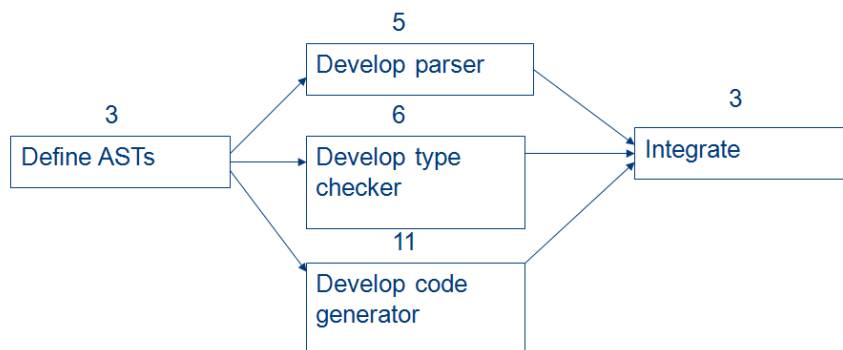 5
Develop parser
3
Define ASTs
6
Develop type
checker
3
Integrate
11
Develop code
generator